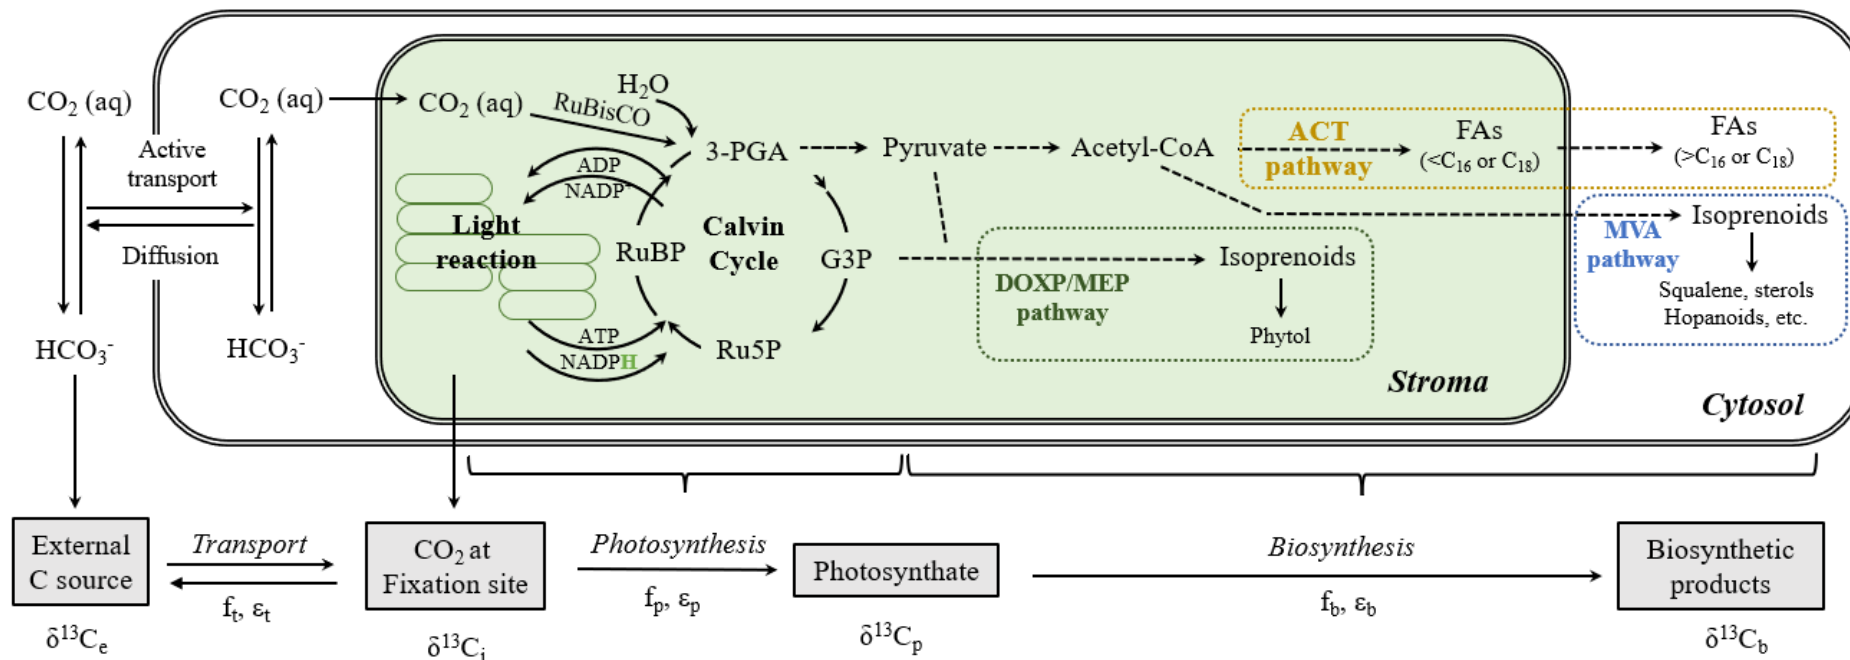 CO₂ (aq)
CO₂ (aq)
CO₂ (aq)
H₂O
RuBisCO
Active
transport
Diffusion
HCO₃⁻
HCO₃⁻
ADP
NADP⁺
Light
reaction
ATP
NADPH
3-PGA
RuBP
Calvin
Cycle
G3P
Ru5P
Pyruvate
Acetyl-CoA
ACT
pathway
FAs
(<C₁₆ or C₁₈)
FAs
(>C₁₆ or C₁₈)
DOXP/MEP
pathway
Isoprenoids
Phytol
MVA
pathway
Isoprenoids
Squalene, sterols
Hopanoids, etc.
Stroma
Cytosol
External
C source
δ¹³Cₑ
Transport
fₜ, εₜ
CO₂ at
Fixation site
δ¹³Cᵢ
Photosynthesis
fₚ, εₚ
Photosynthate
δ¹³Cₚ
Biosynthesis
f_b, ε_b
Biosynthetic
products
δ¹³C_b